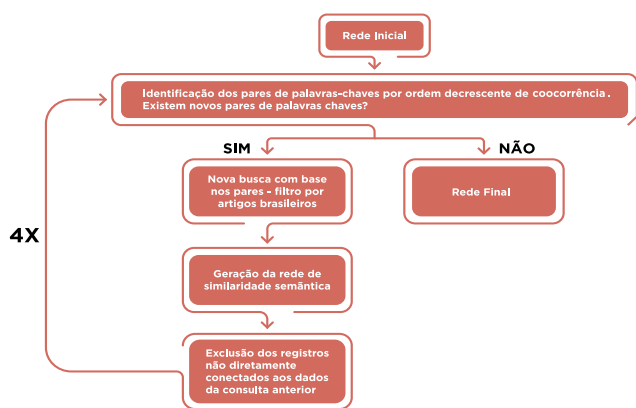 Rede Inicial
Identificação dos pares de palavras-chaves por ordem decrescente de coocorrência.
Existem novos pares de palavras chaves?
SIM
NÃO
Nova busca com base
nos pares - filtro por
artigos brasileiros
Rede Final
4X
Geração da rede de
similaridade semântica
Exclusão dos registros
não diretamente
conectados aos dados
da consulta anterior